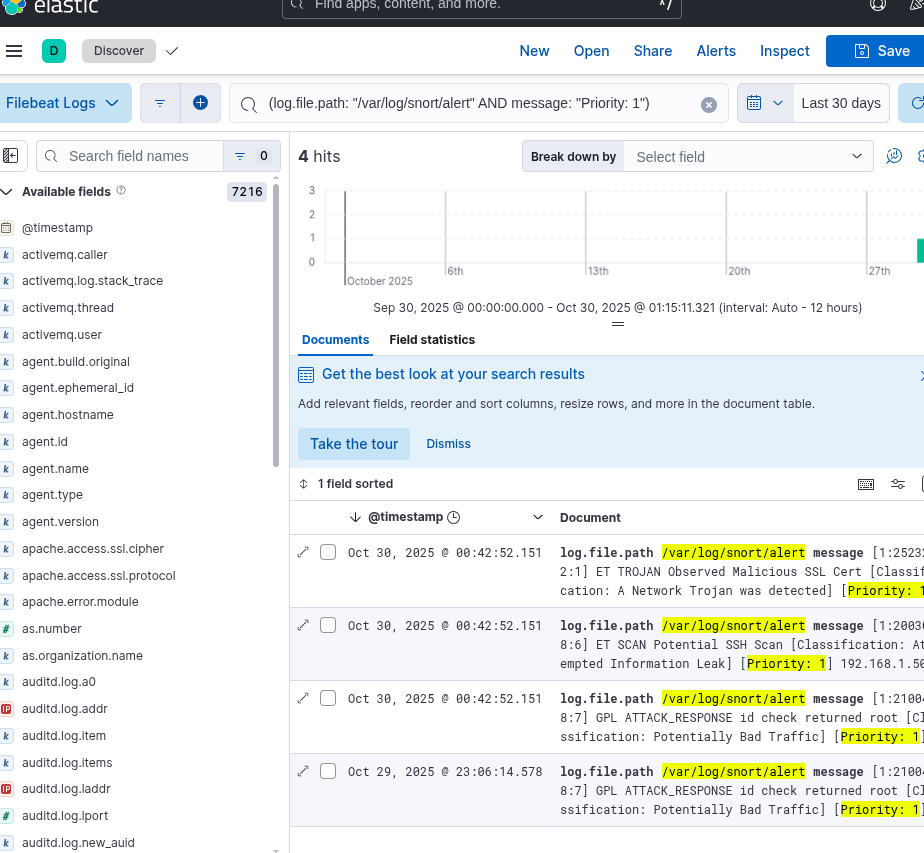 elastic
Find apps, content, and more.
^/
D
Discover
New
Open
Share
Alerts
Inspect
Save
Filebeat Logs
(log.file.path: "/var/log/snort/alert" AND message: "Priority: 1")
Last 30 days
Search field names
0
4 hits
Break down by
Select field
Available fields
7216
@timestamp
activemq.caller
activemq.log.stack_trace
activemq.thread
activemq.user
agent.build.original
agent.ephemeral_id
agent.hostname
agent.id
agent.name
agent.type
agent.version
apache.access.ssl.cipher
apache.access.ssl.protocol
apache.error.module
as.number
as.organization.name
auditd.log.a0
auditd.log.addr
auditd.log.item
auditd.log.items
auditd.log.laddr
auditd.log.lport
auditd.log.new_auid
3
2
1
0
6th
13th
20th
27th
October 2025
Sep 30, 2025 @ 00:00:00.000 - Oct 30, 2025 @ 01:15:11.321 (interval: Auto - 12 hours)
Documents
Field statistics
Get the best look at your search results
Add relevant fields, reorder and sort columns, resize rows, and more in the document table.
Take the tour
Dismiss
1 field sorted
@timestamp
Document
Oct 30, 2025 @ 00:42:52.151
log.file.path /var/log/snort/alert message [1:2523
2:1] ET TROJAN Observed Malicious SSL Cert [Classif
cation: A Network Trojan was detected] [Priority: 1
Oct 30, 2025 @ 00:42:52.151
log.file.path /var/log/snort/alert message [1:2003
8:6] ET SCAN Potential SSH Scan [Classification: At
empted Information Leak] [Priority: 1] 192.168.1.50
Oct 30, 2025 @ 00:42:52.151
log.file.path /var/log/snort/alert message [1:2100
8:7] GPL ATTACK_RESPONSE id check returned root [Cl
ssification: Potentially Bad Traffic] [Priority: 1]
Oct 29, 2025 @ 23:06:14.578
log.file.path /var/log/snort/alert message [1:2100
8:7] GPL ATTACK_RESPONSE id check returned root [Cl
ssification: Potentially Bad Traffic] [Priority: 1]